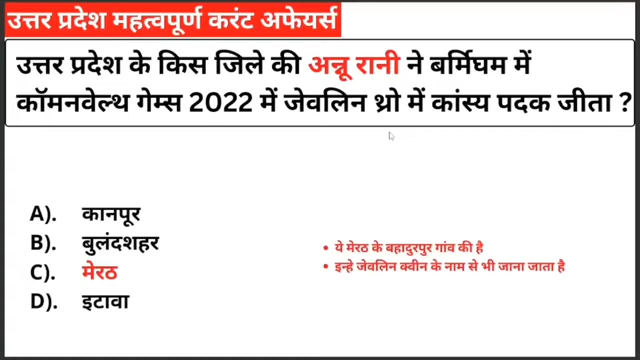 उत्तर प्रदेश महत्वपूर्ण करंट अफेयर्स
उत्तर प्रदेश के किस जिले की अन्नू रानी ने बर्मिघम में
कॉमनवेल्थ गेम्स 2022 में जेवलिन थ्रो में कांस्य पदक जीता ?
A). कानपूर
B). बुलंदशहर
C). मेरठ
D). इटावा
• ये मेरठ के बहादुरपुर गांव की है
• इन्हे जेवलिन क्वीन के नाम से भी जाना जाता है